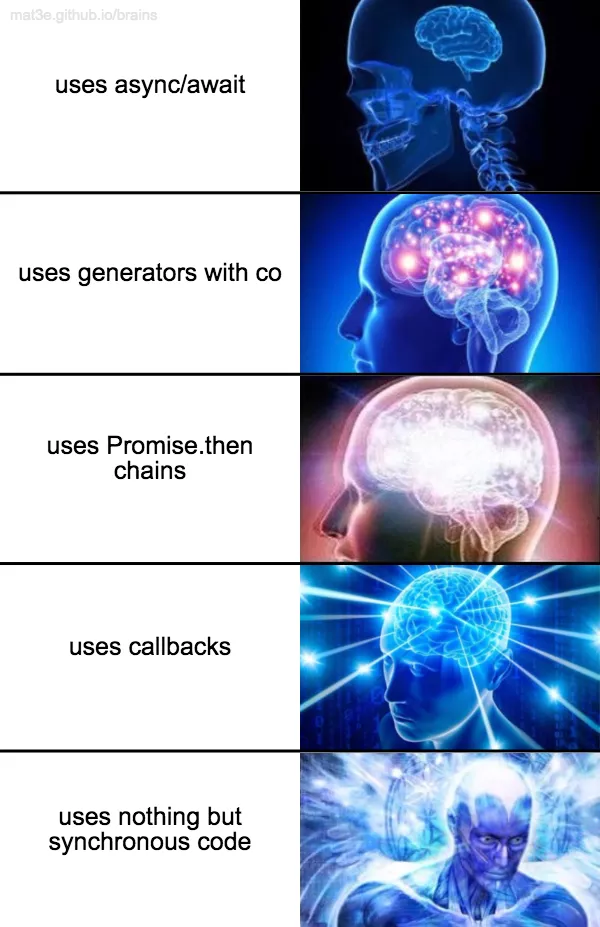 mat3e.github.io/brains
uses async/await
uses generators with co
uses Promise.then
chains
uses callbacks
uses nothing but
synchronous code